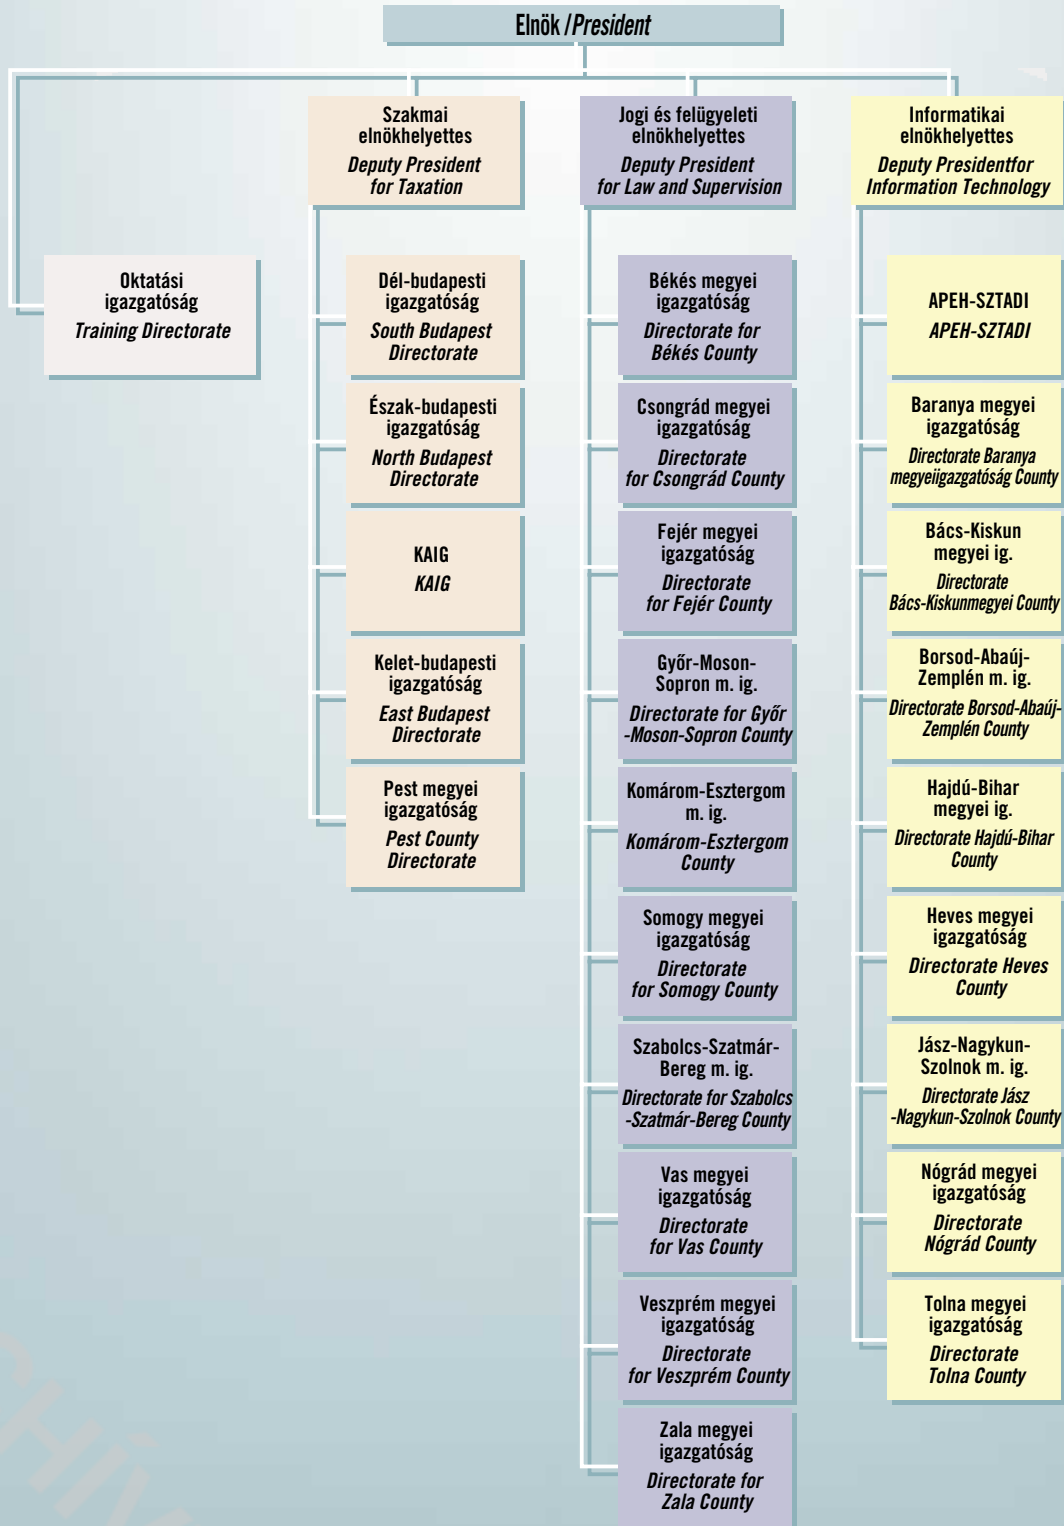 Elnök /President
Szakmai
elnökhelyettes
Deputy President
for Taxation
Jogi és felügyeleti
elnökhelyettes
Deputy President
for Law and Supervision
Informatikai
elnökhelyettes
Deputy Presidentfor
Information Technology
Oktatási
igazgatóság
Training Directorate
Dél-budapesti
igazgatóság
South Budapest
Directorate
Észak-budapesti
igazgatóság
North Budapest
Directorate
KAIG
KAIG
Kelet-budapesti
igazgatóság
East Budapest
Directorate
Pest megyei
igazgatóság
Pest County
Directorate
Békés megyei
igazgatóság
Directorate for
Békés County
Csongrád megyei
igazgatóság
Directorate
for Csongrád County
Fejér megyei
igazgatóság
Directorate
for Fejér County
Győr-Moson-
Sopron m. ig.
Directorate for Győr
-Moson-Sopron County
Komárom-Esztergom
m. ig.
Komárom-Esztergom
County
Somogy megyei
igazgatóság
Directorate
for Somogy County
Szabolcs-Szatmár-
Bereg m. ig.
Directorate for Szabolcs
-Szatmár-Bereg County
Vas megyei
igazgatóság
Directorate
for Vas County
Veszprém megyei
igazgatóság
Directorate
for Veszprém County
Zala megyei
igazgatóság
Directorate for
Zala County
APEH-SZTADI
APEH-SZTADI
Baranya megyei
igazgatóság
Directorate Baranya
megyeiigazgatóság County
Bács-Kiskun
megyei ig.
Directorate
Bács-Kiskunmegyei County
Borsod-Abaúj-
Zemplén m. ig.
Directorate Borsod-Abaúj-
Zemplén County
Hajdú-Bihar
megyei ig.
Directorate Hajdú-Bihar
County
Heves megyei
igazgatóság
Directorate Heves
County
Jász-Nagykun-
Szolnok m. ig.
Directorate Jász
-Nagykun-Szolnok County
Nógrád megyei
igazgatóság
Directorate
Nógrád County
Tolna megyei
igazgatóság
Directorate
Tolna County